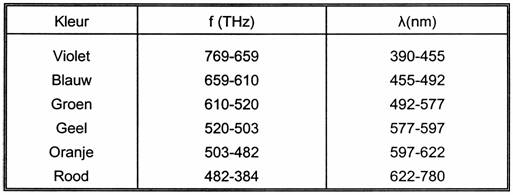 Kleur f (THz) λ(nm)
Violet 769-659 390-455
Blauw 659-610 455-492
Groen 610-520 492-577
Geel 520-503 577-597
Oranje 503-482 597-622
Rood 482-384 622-780